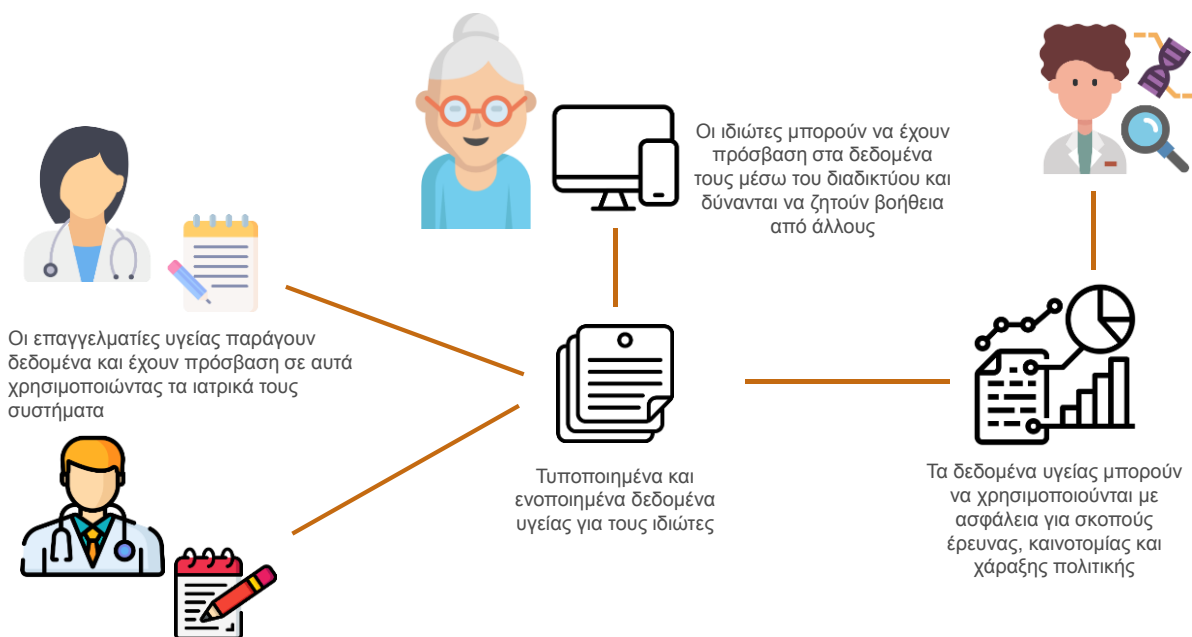 Οι ιδιώτες μπορούν να έχουν
πρόσβαση στα δεδομένα
τους μέσω του διαδικτύου και
δύνανται να ζητούν βοήθεια
από άλλους
Οι επαγγελματίες υγείας παράγουν
δεδομένα και έχουν πρόσβαση σε αυτά
χρησιμοποιώντας τα ιατρικά τους
συστήματα
Τυποποιημένα και
ενοποιημένα δεδομένα
υγείας για τους ιδιώτες
Τα δεδομένα υγείας μπορούν
να χρησιμοποιούνται με
ασφάλεια για σκοπούς
έρευνας, καινοτομίας και
χάραξης πολιτικής